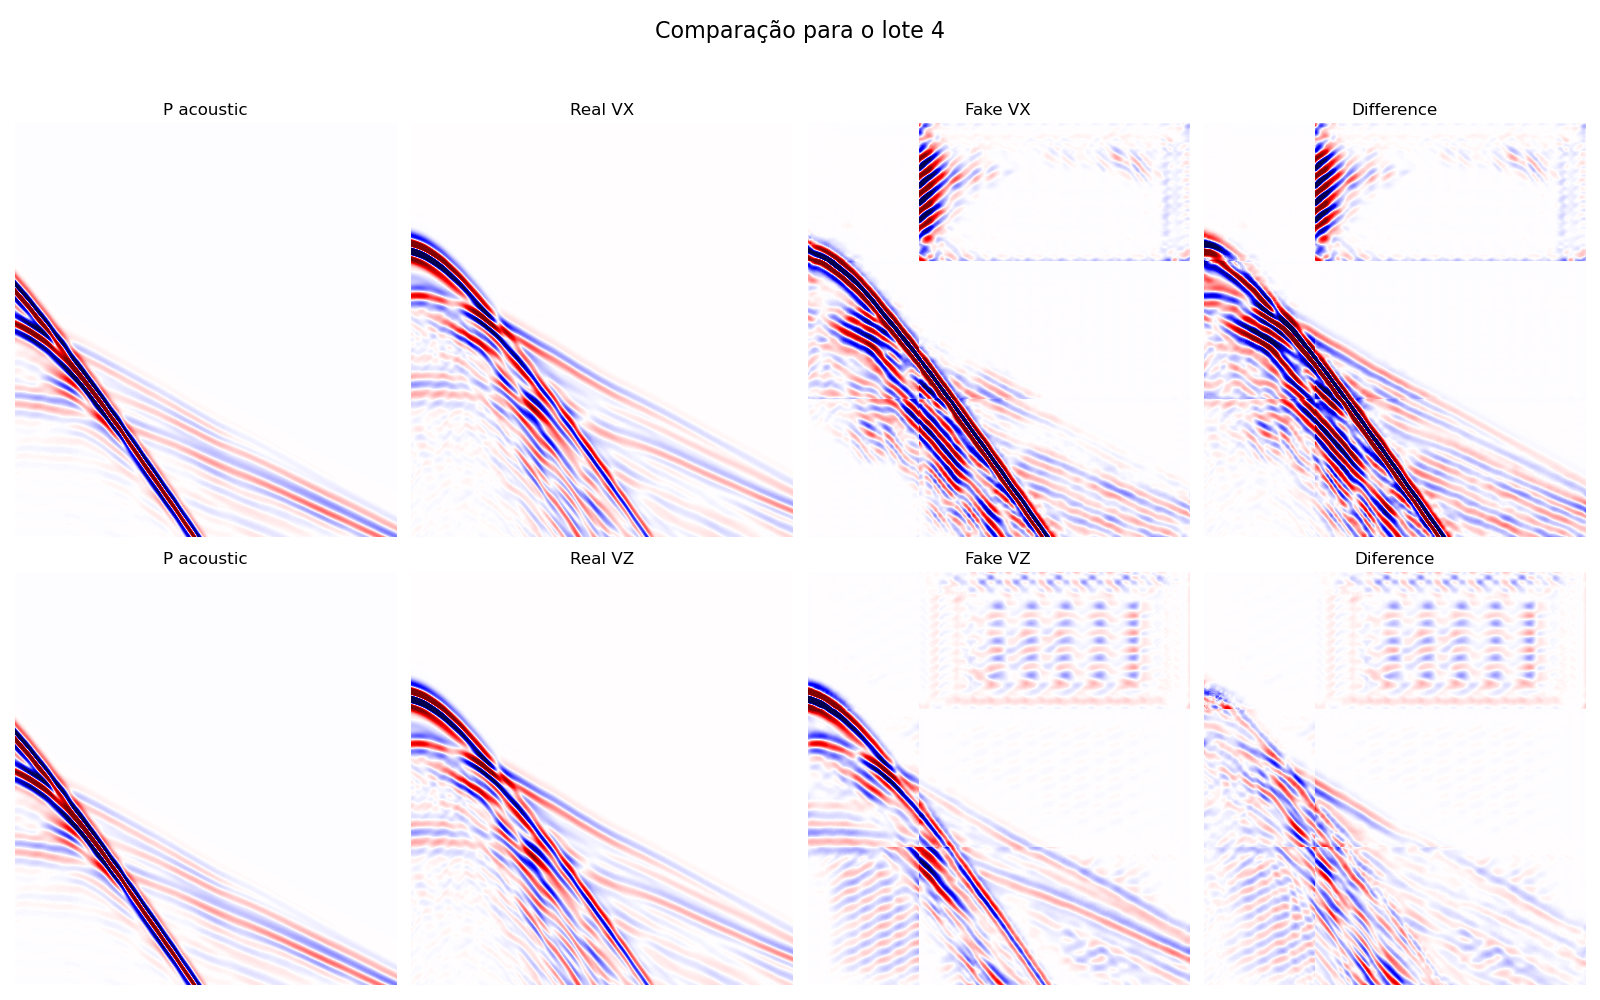 Comparação para o lote 4
P acoustic
Real VX
Fake VX
Difference
P acoustic
Real VZ
Fake VZ
Diference